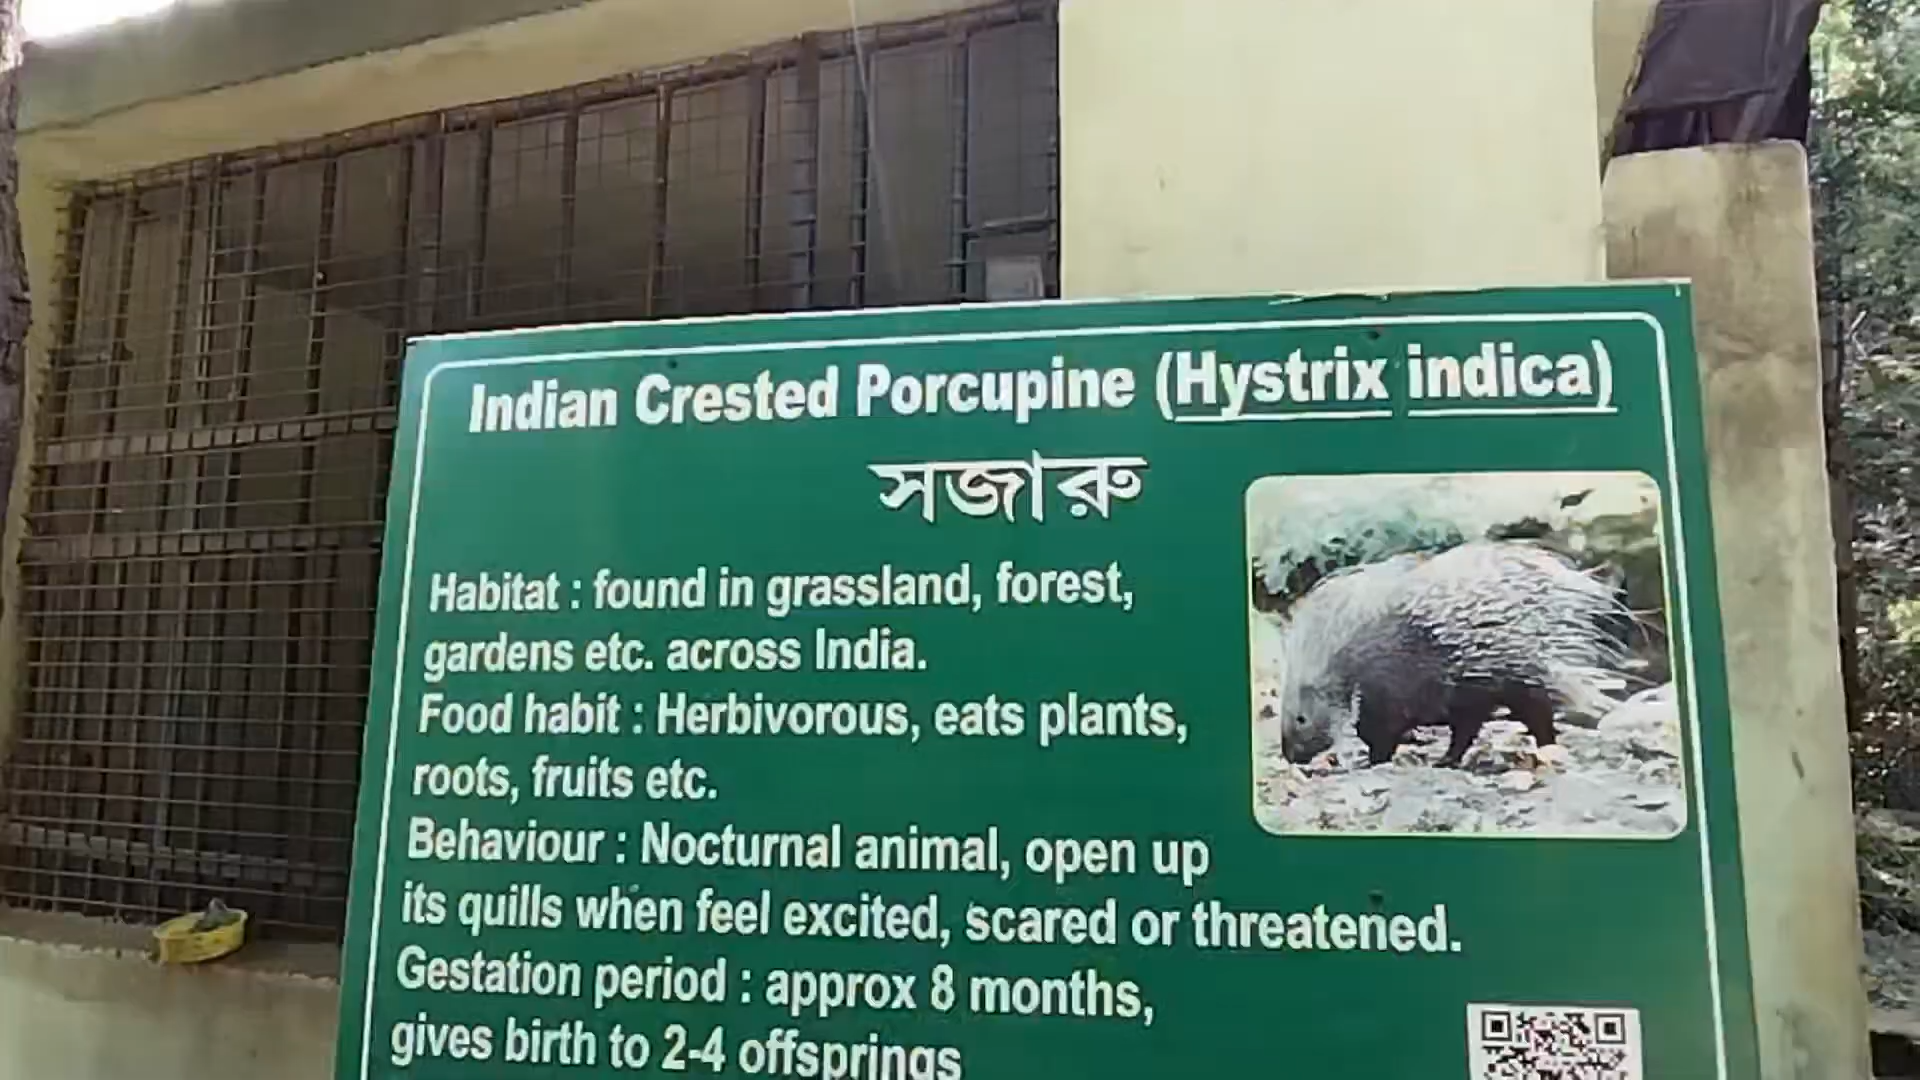 Indian Crested Porcupine (Hystrix indica)
সজারু
Habitat : found in grassland, forest,
gardens etc. across India.
Food habit : Herbivorous, eats plants,
roots, fruits etc.
Behaviour : Nocturnal animal, open up
its quills when feel excited, scared or threatened.
Gestation period : approx 8 months,
gives birth to 2-4 offsprings